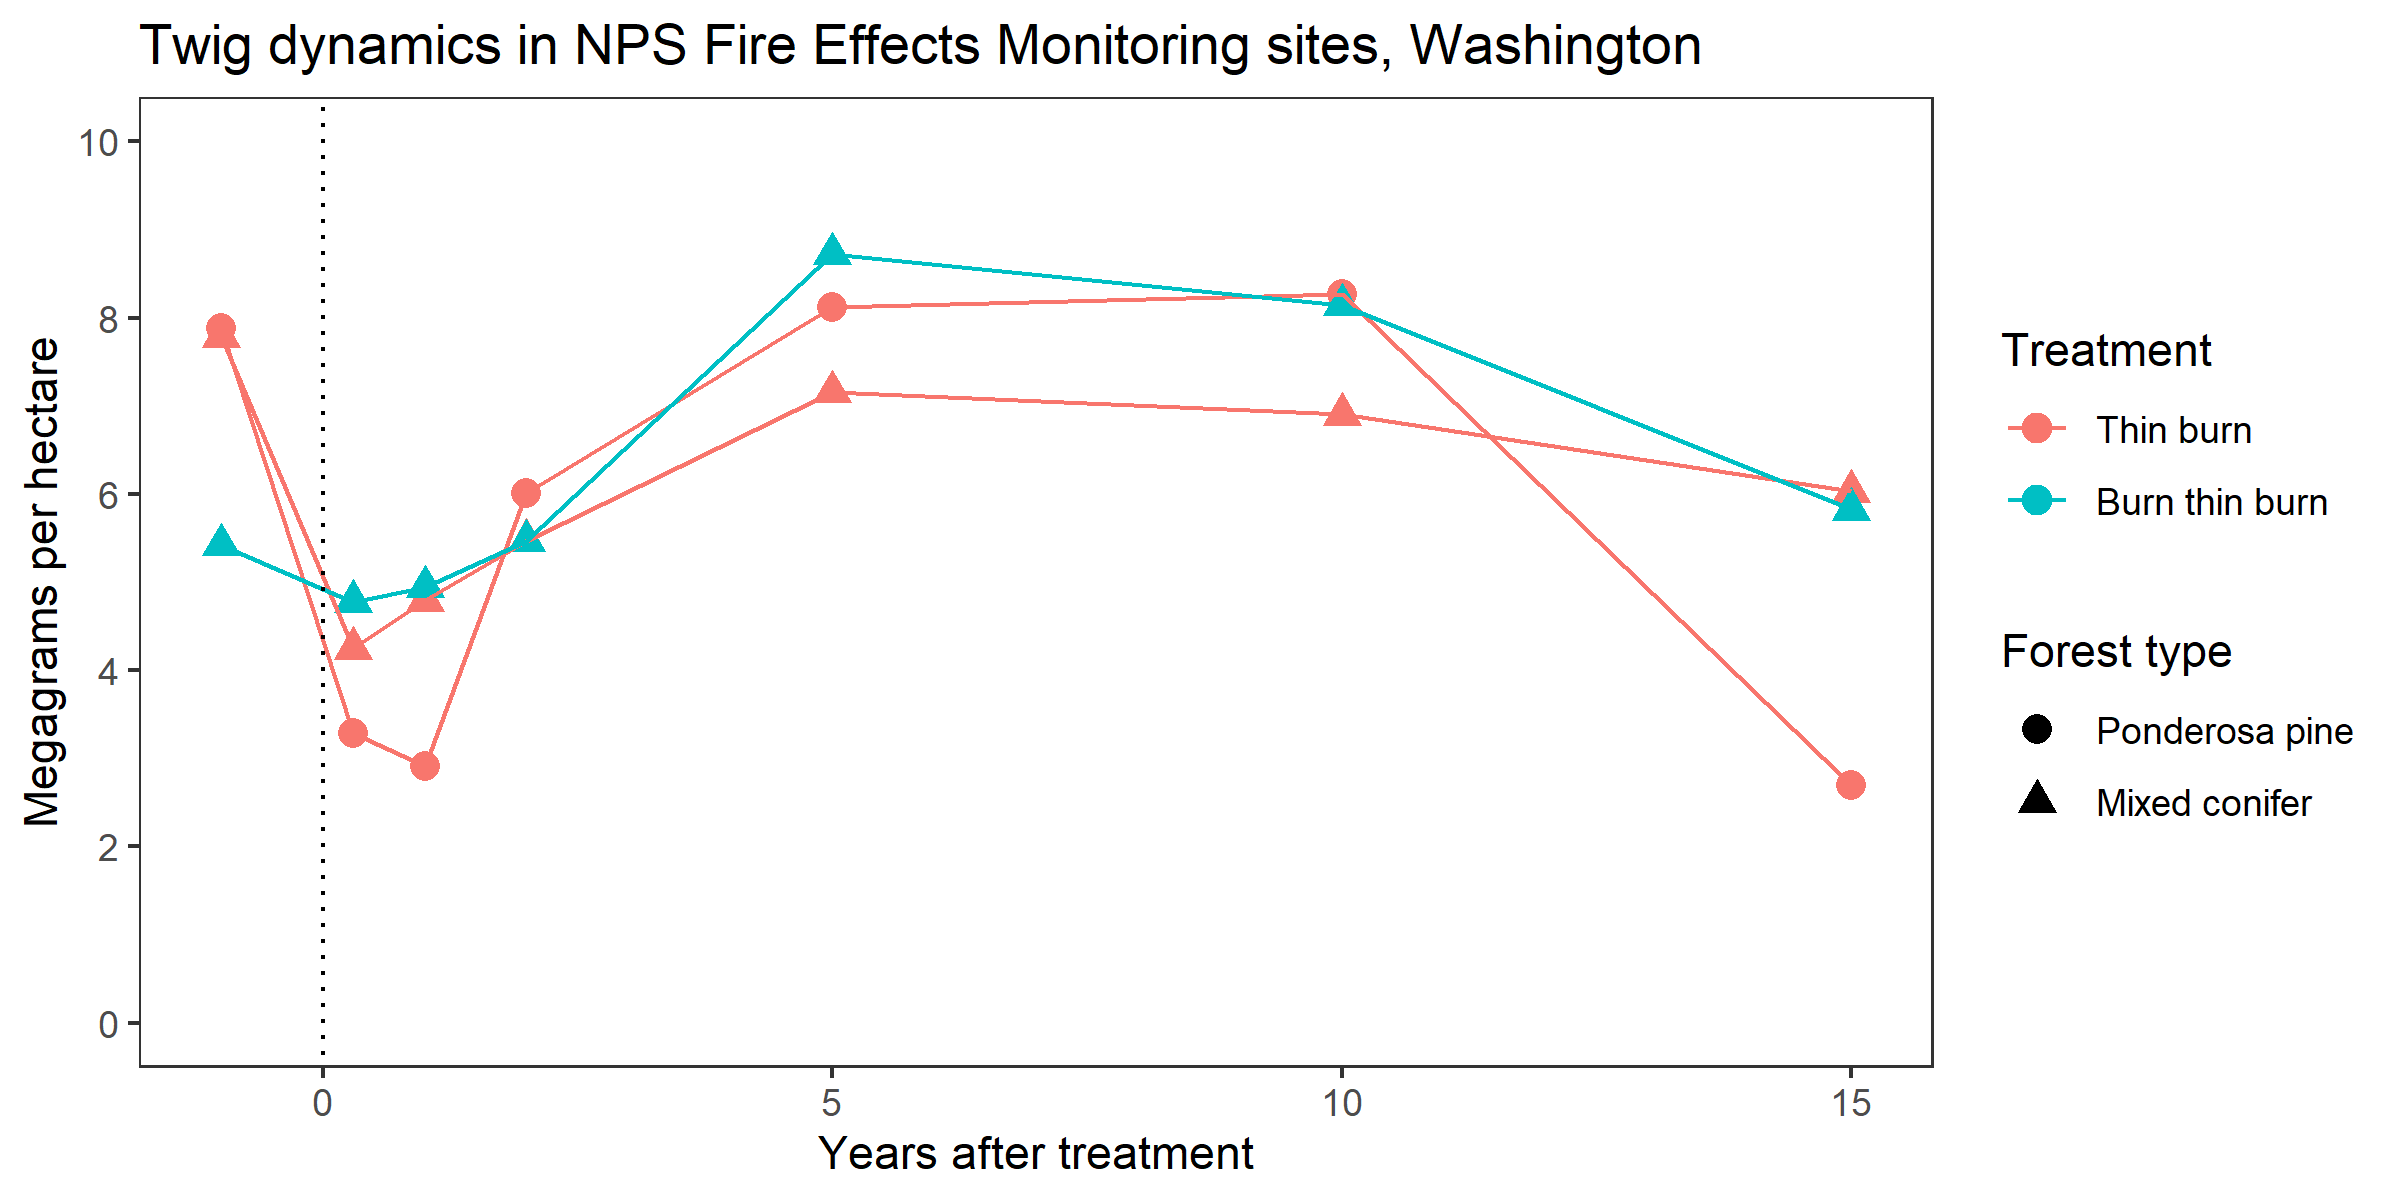 Twig dynamics in NPS Fire Effects Monitoring sites, Washington
Megagrams per hectare
10
8
6
4
2
0
0
5
10
15
Years after treatment
Treatment
Thin burn
Burn thin burn
Forest type
Ponderosa pine
Mixed conifer